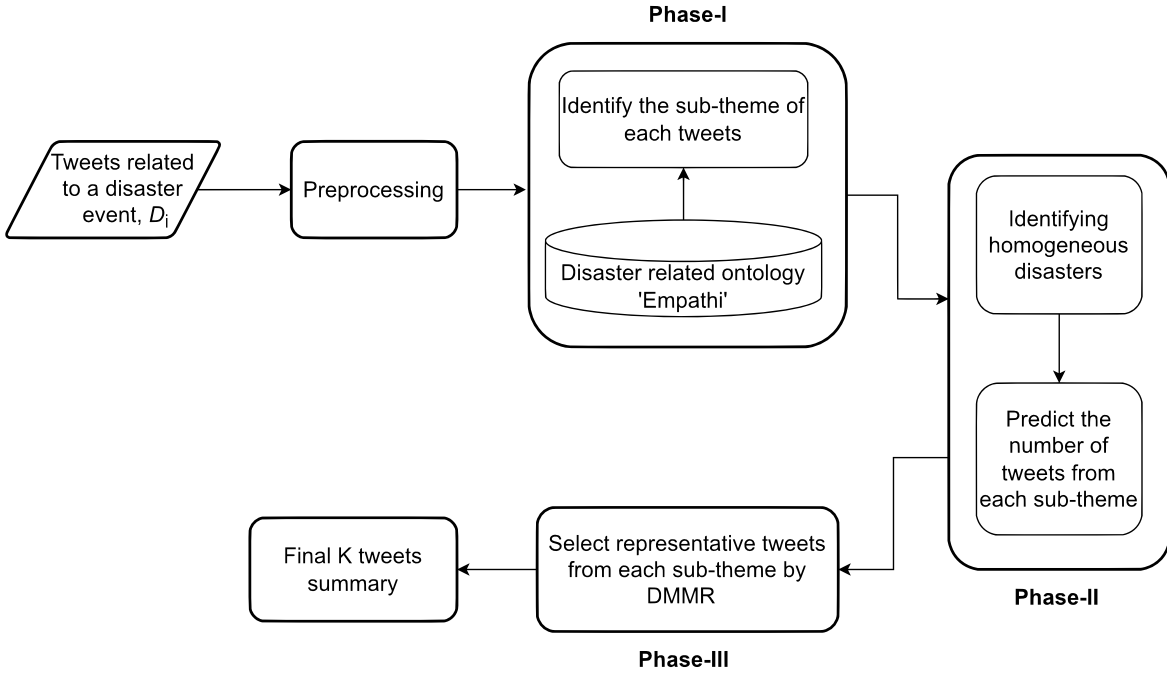 Phase-I
Tweets related
to a disaster
event, Di
Preprocessing
Identify the sub-theme of
each tweets
Disaster related ontology
'Empathi'
Identifying
homogeneous
disasters
Predict the
number of
tweets from
each sub-theme
Phase-II
Select representative tweets
from each sub-theme by
DMMR
Phase-III
Final K tweets
summary